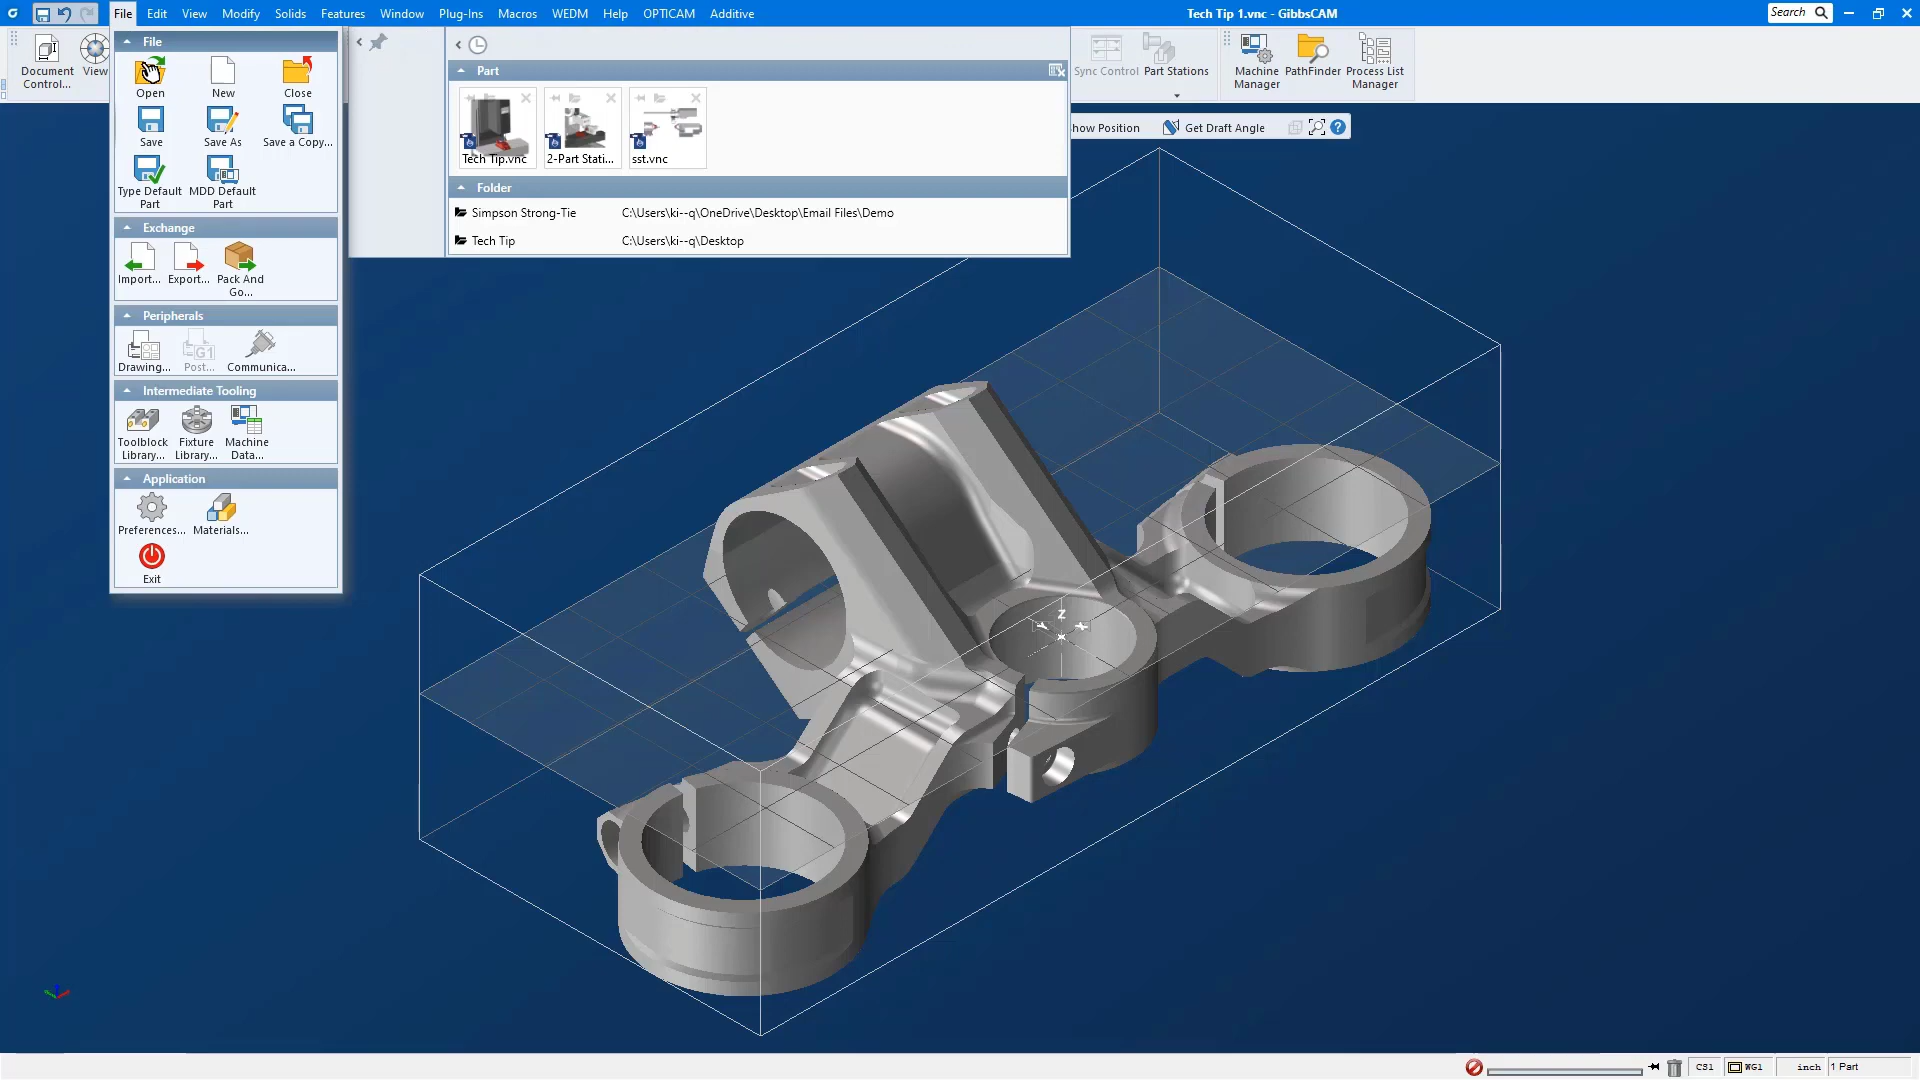 File Edit View Modify Solids Features Window Plug-Ins Macros WEDM Help OPTICAM Additive
Tech Tip 1.vnc - GibbsCAM
Search
Document
Control...
View
Sync Control
Part Stations
Machine
Manager
PathFinder
Process List
Manager
how Position
Get Draft Angle
File
Open
New
Close
Save
Save As
Save a Copy...
Type Default
Part
MDD Default
Part
Exchange
Import...
Export...
Pack And
Go...
Peripherals
Drawing...
Post...
Communica...
Intermediate Tooling
Toolblock
Library...
Fixture
Library...
Machine
Data...
Application
Preferences...
Materials...
Exit
Part
Tech Tip.vnc
2-Part Stati...
sst.vnc
Folder
Simpson Strong-Tie C:\Users\ki--q\OneDrive\Desktop\Email Files\Demo
Tech Tip C:\Users\ki--q\Desktop
Z
CS1
WG1
inch
1 Part